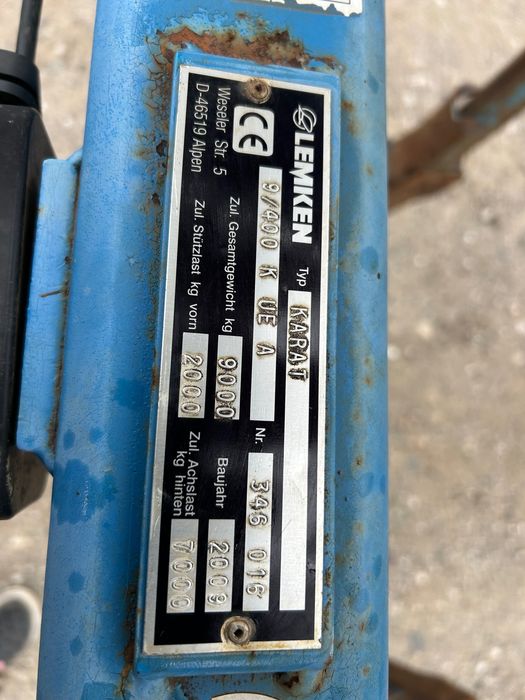 LEMKEN Typ KARAT
CE 9/400 K UE A Nr. 346 016
Weseler Str. 5
D-46519 Alpen
Zul. Gesamtgewicht kg 9000 Baujahr 2009
Zul. Stützlast kg vorn 2000 Zul. Achslast
kg hinten 7000